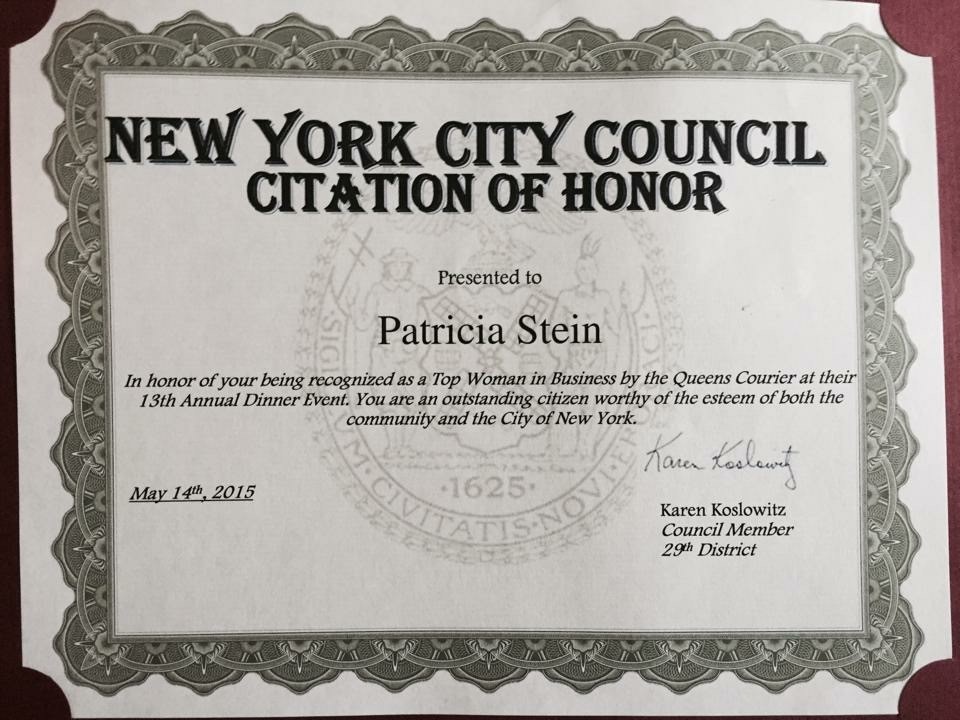 NEW YORK CITY COUNCIL
CITATION OF HONOR
Presented to
Patricia Stein
In honor of your being recognized as a Top Woman in Business by the Queens Courier at their
13th Annual Dinner Event. You are an outstanding citizen worthy of the esteem of both the
community and the City of New York.
Karen Koslowitz
May 14th, 2015
Karen Koslowitz
Council Member
29th District
SIGILLUM · CIVITATIS · NOVI
·1625·